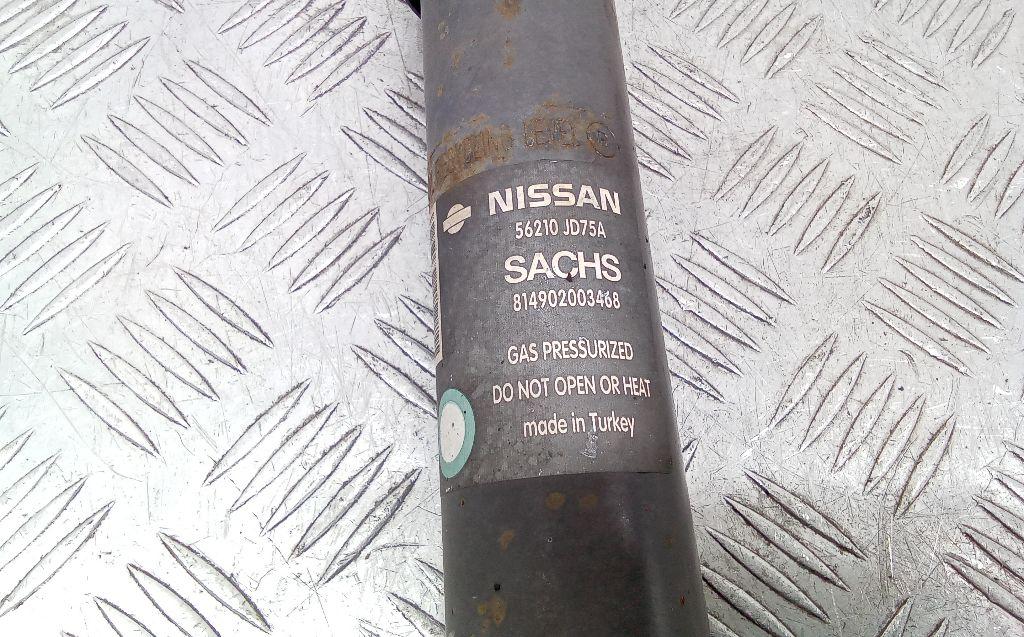 NISSAN
56210 JD75A
SACHS
814902003468
GAS PRESSURIZED
DO NOT OPEN OR HEAT
made in Turkey